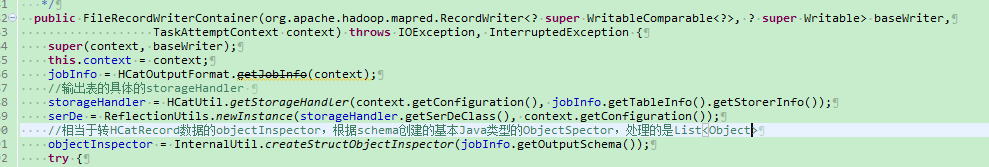 */
public FileRecordWriterContainer(org.apache.hadoop.mapred.RecordWriter<? super WritableComparable<?>, ? super Writable> baseWriter,
TaskAttemptContext context) throws IOException, InterruptedException {
super(context, baseWriter);
this.context = context;
jobInfo = HCatOutputFormat.getJobInfo(context);
//输出表的具体的storageHandler
storageHandler = HCatUtil.getStorageHandler(context.getConfiguration(), jobInfo.getTableInfo().getStorerInfo());
serDe = ReflectionUtils.newInstance(storageHandler.getSerDeClass(), context.getConfiguration());
//相当于转HCatRecord数据的objectInspector，根据schema创建的基本Java类型的ObjectSpector，处理的是List<Object>
objectInspector = InternalUtil.createStructObjectInspector(jobInfo.getOutputSchema());
try {